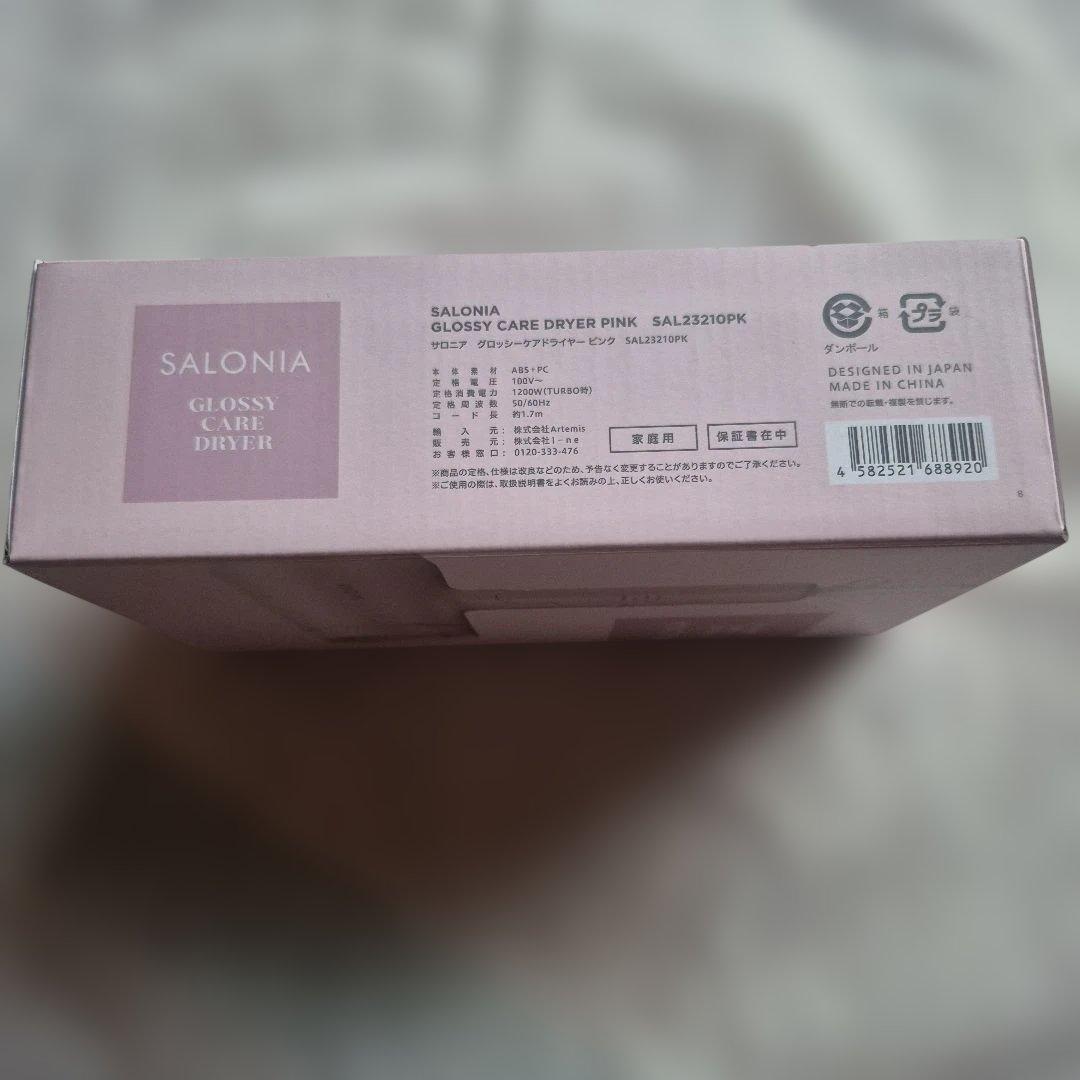 SALONIA
GLOSSY
CARE
DRYER
SALONIA
GLOSSY CARE DRYER PINK SAL23210PK
サロニア グロッシーケアドライヤー ピンク SAL23210PK
本体素材 ABS+PC
定格電圧 100V～
定格消費電力 1200W(TURBO時)
定格周波数 50/60Hz
コード長 約1.7m
輸入元：株式会社Artemis
販売元：株式会社I-ne
お客様窓口：0120-333-476
家庭用
保証書在中
※商品の定格、仕様は改良などのため、予告なく変更することがありますのでご了承ください。
※ご使用の際は、取扱説明書をよくお読みの上、正しくお使いください。
箱
プラ 袋
ダンボール
DESIGNED IN JAPAN
MADE IN CHINA
無断での転載・複製を禁じます。
4 582521 688920
8